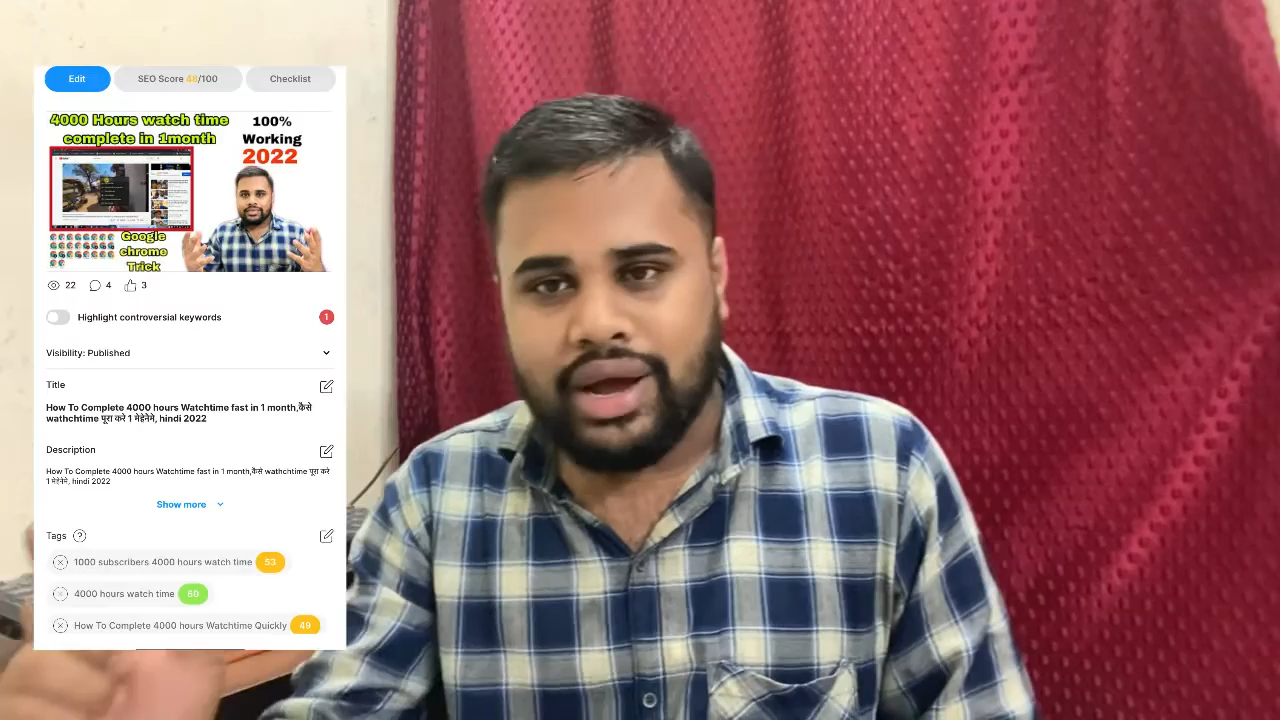 Edit
SEO Score 48/100
Checklist
4000 Hours watch time
complete in 1month
100%
Working
2022
Google
chrome
Trick
22
4
3
Highlight controversial keywords
1
Visibility: Published
Title
How To Complete 4000 hours Watchtime fast in 1 month,कैसे
wathchtime पूरा करे 1 मेहेनेमे, hindi 2022
Description
How To Complete 4000 hours Watchtime fast in 1 month,कैसे wathchtime पूरा करे
1 मेहेनेमे, hindi 2022
Show more
Tags ?
1000 subscribers 4000 hours watch time 53
4000 hours watch time 60
How To Complete 4000 hours Watchtime Quickly 49